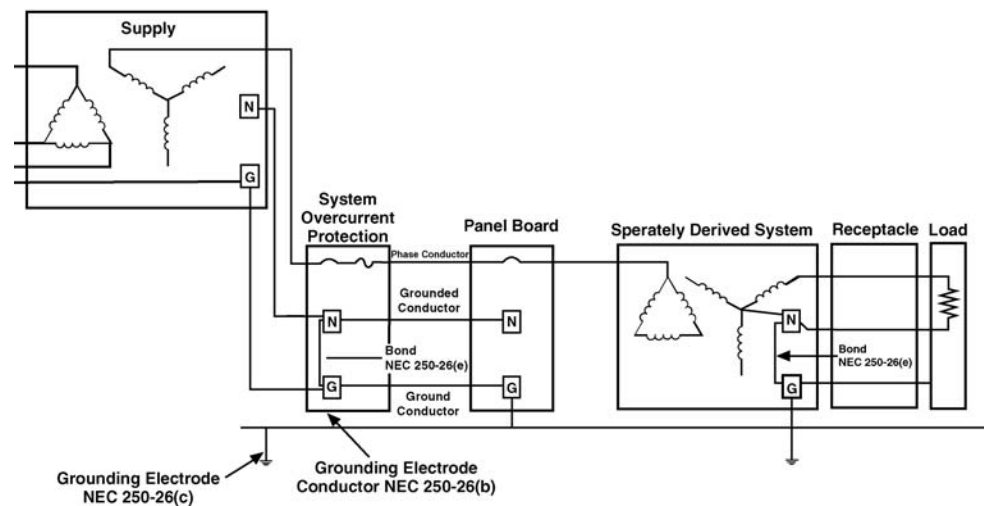 Supply
N
G
System
Overcurrent
Protection
Panel Board
Sperately Derived System
Receptacle
Load
Phase Conductor
Grounded
Conductor
N
N
N
Bond
NEC 250-26(e)
Bond
NEC 250-26(e)
G
G
G
Ground
Conductor
Grounding Electrode
NEC 250-26(c)
Grounding Electrode
Conductor NEC 250-26(b)